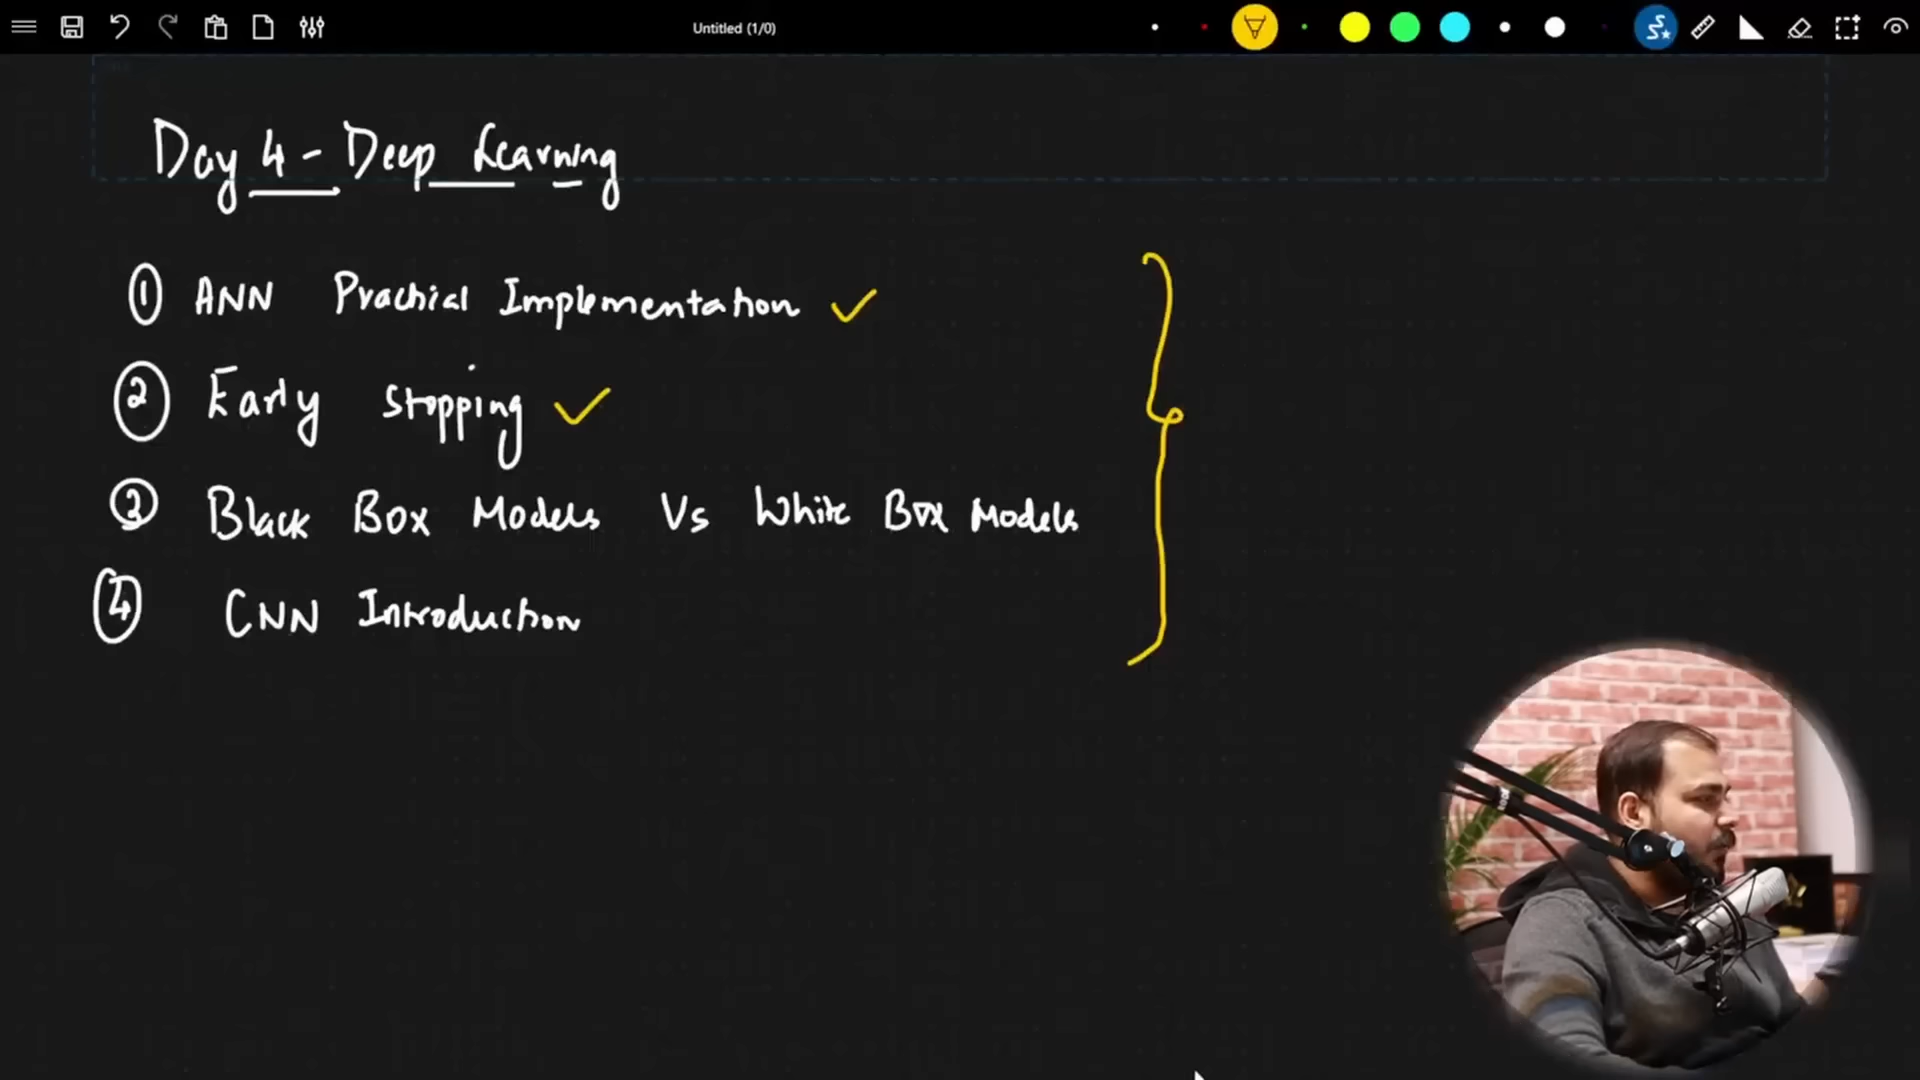 Untitled (1/0)
Day 4 - Deep Learning
① ANN Practical Implementation ✓
② Early Stopping ✓
③ Black Box Models Vs White Box Models
④ CNN Introduction